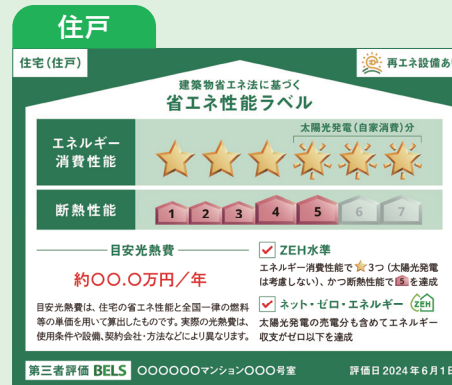 住戸
住宅(住戸)
再エネ設備あ
建築物省エネ法に基づく
省エネ性能ラベル
太陽光発電(自家消費)分
エネルギー
消費性能
断熱性能
1 2 3 4 5 6 7
目安光熱費
約〇〇.0万円/年
目安光熱費は、住宅の省エネ性能と全国一律の燃料
等の単価を用いて算出したものです。実際の光熱費は、
使用条件や設備、契約会社・方法などにより異なります。
ZEH水準
エネルギー消費性能で3つ(太陽光発電
は考慮しない)、かつ断熱性能で5を達成
ネット・ゼロ・エネルギー ZEH
太陽光発電の売電分も含めてエネルギー
収支がゼロ以下を達成
第三者評価 BELS 〇〇〇〇〇〇マンション〇〇〇号室 評価日2024年6月1日